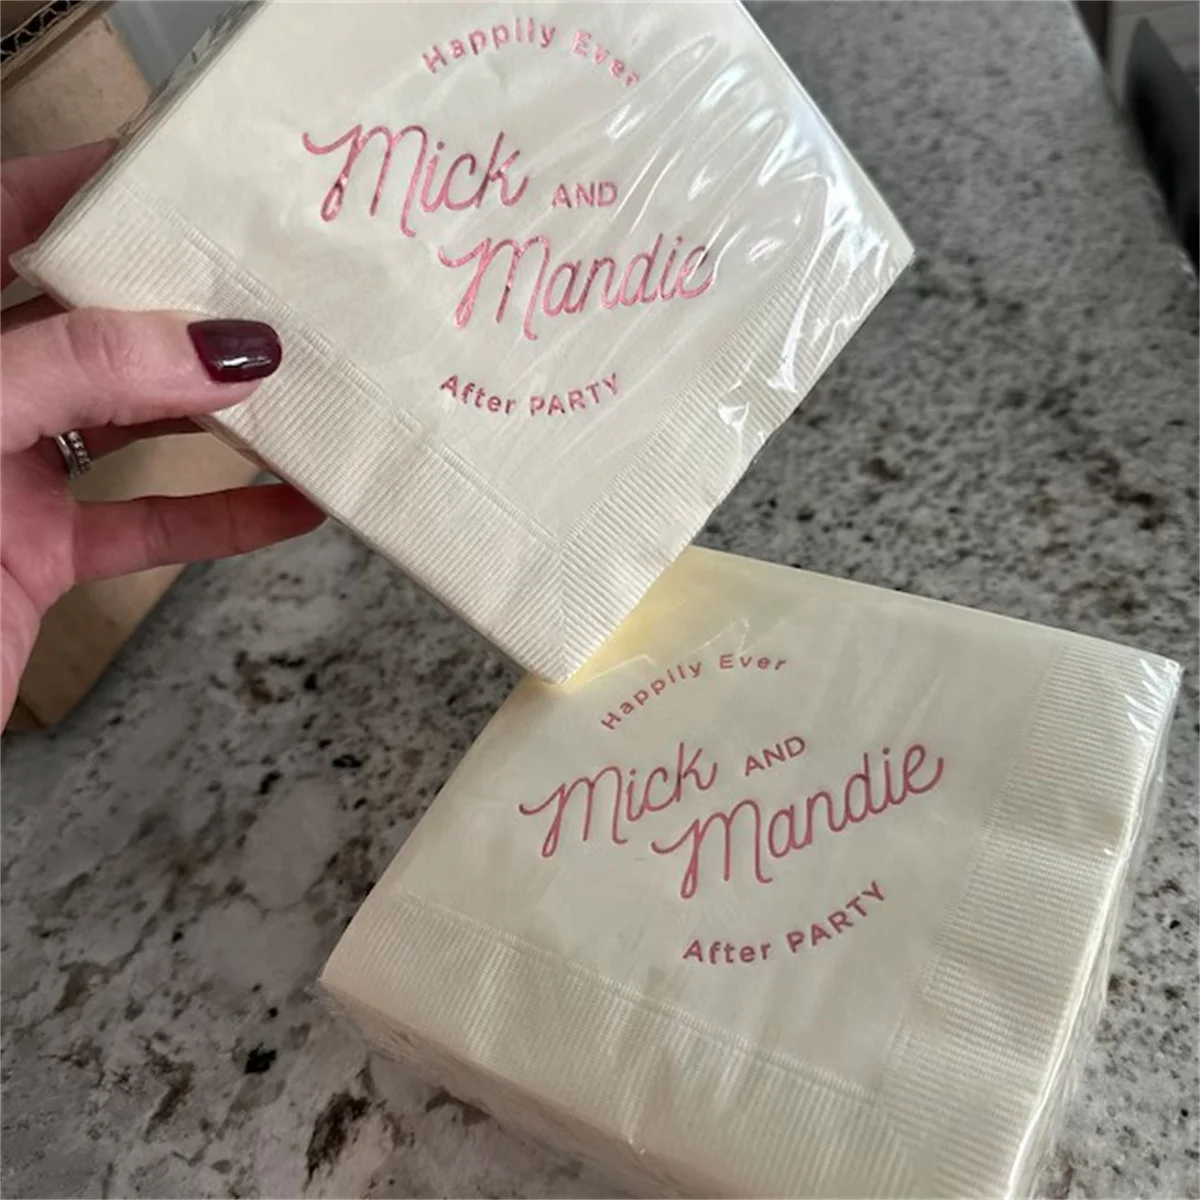 Happily Ever
Mick AND
Mandie
After PARTY
Happily Ever
Mick AND
Mandie
After PARTY